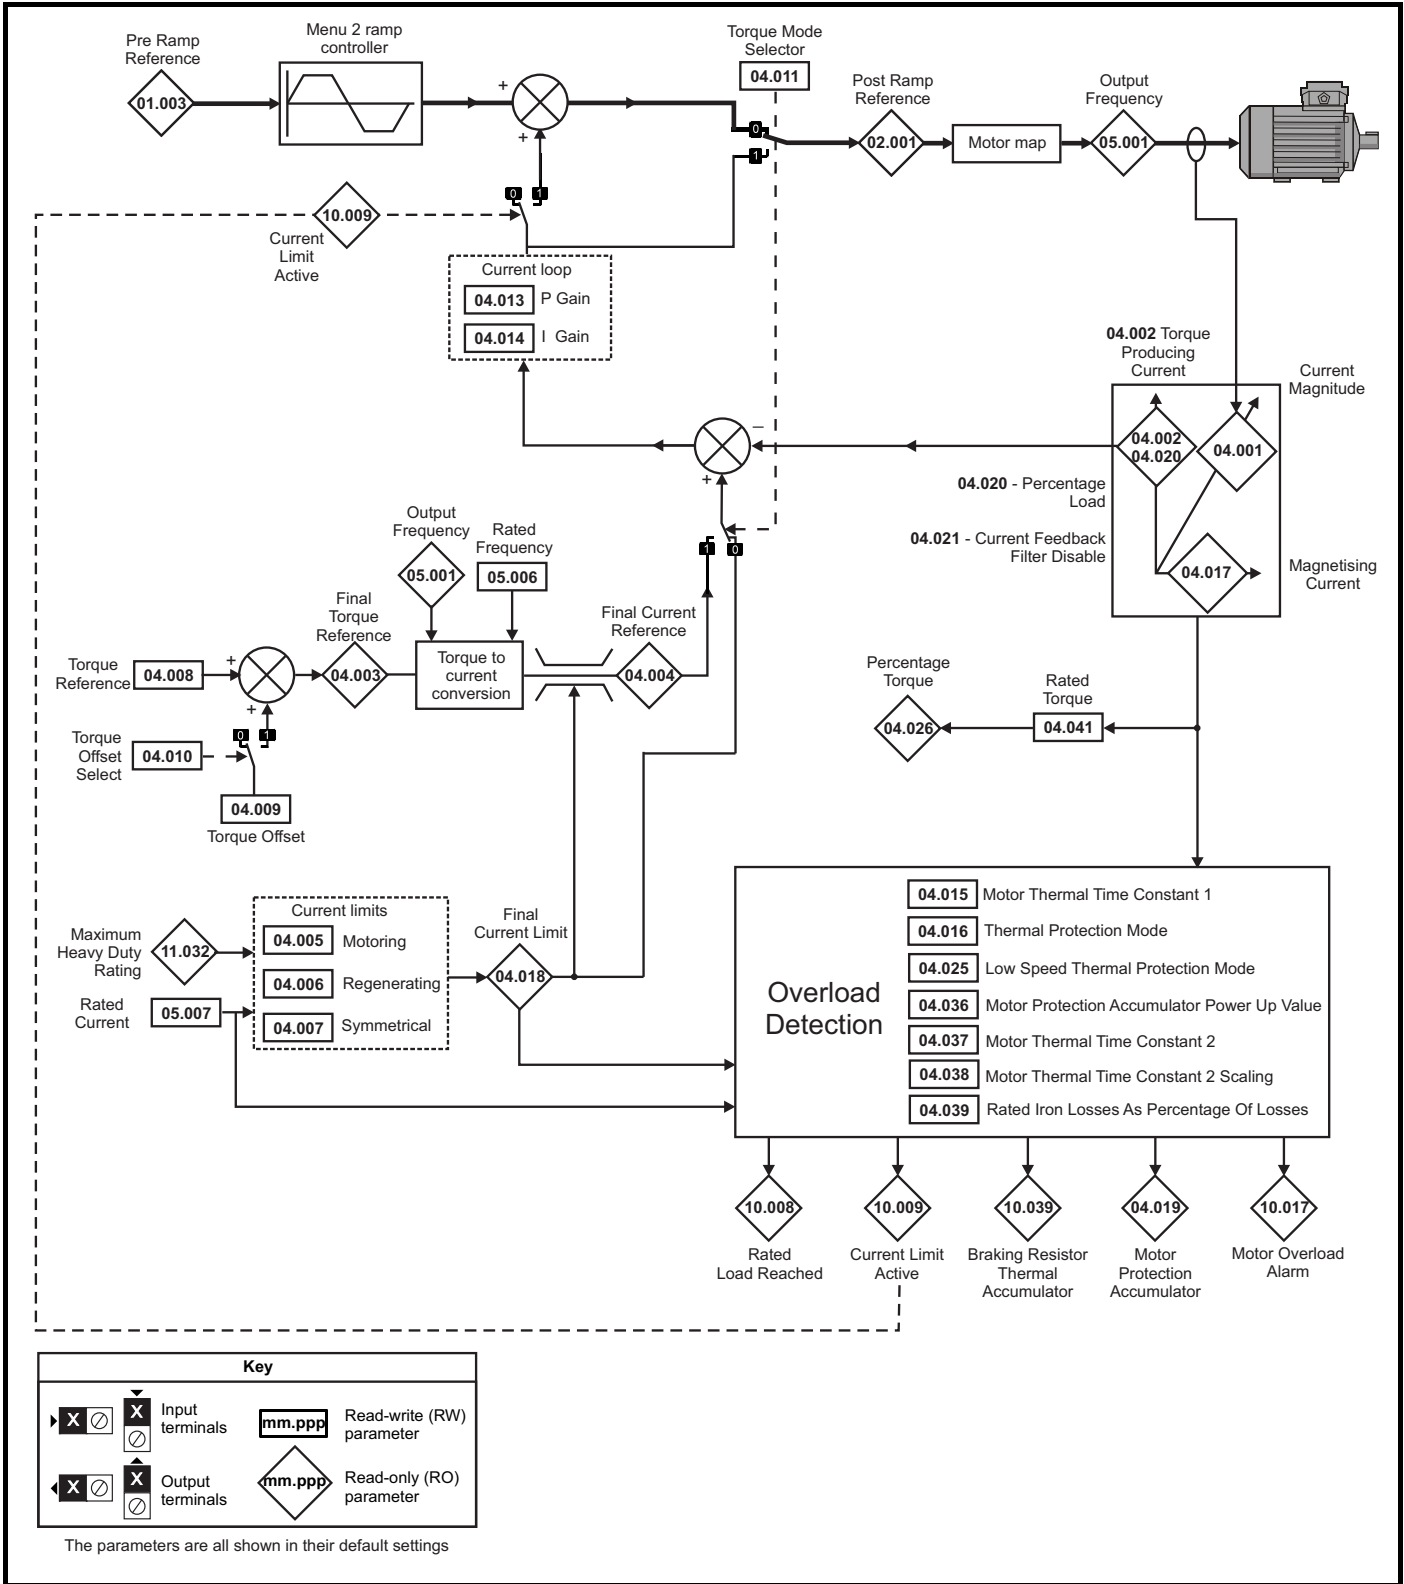 Pre Ramp
Reference
01.003
Menu 2 ramp
controller
+
+
Torque Mode
Selector
04.011
0
1
Post Ramp
Reference
02.001
Motor map
Output
Frequency
05.001
0 1
10.009
Current
Limit
Active
Current loop
04.013 P Gain
04.014 I Gain
04.002 Torque
Producing
Current
Current
Magnitude
04.002
04.020
04.001
04.020 - Percentage
Load
04.021 - Current Feedback
Filter Disable
04.017
Magnetising
Current
–
+
1 0
Output
Frequency
05.001
Rated
Frequency
05.006
Final
Torque
Reference
04.003
Torque to
current
conversion
Final Current
Reference
04.004
Torque
Reference
04.008
+
+
0 1
Torque
Offset
Select
04.010
04.009
Torque Offset
Percentage
Torque
04.026
Rated
Torque
04.041
Maximum
Heavy Duty
Rating
11.032
Rated
Current
05.007
Current limits
04.005 Motoring
04.006 Regenerating
04.007 Symmetrical
Final
Current Limit
04.018
Overload
Detection
04.015 Motor Thermal Time Constant 1
04.016 Thermal Protection Mode
04.025 Low Speed Thermal Protection Mode
04.036 Motor Protection Accumulator Power Up Value
04.037 Motor Thermal Time Constant 2
04.038 Motor Thermal Time Constant 2 Scaling
04.039 Rated Iron Losses As Percentage Of Losses
10.008
Rated
Load Reached
10.009
Current Limit
Active
10.039
Braking Resistor
Thermal
Accumulator
04.019
Motor
Protection
Accumulator
10.017
Motor Overload
Alarm
Key
X
X
Input
terminals
mm.ppp
Read-write (RW)
parameter
X
X
Output
terminals
mm.ppp
Read-only (RO)
parameter
The parameters are all shown in their default settings